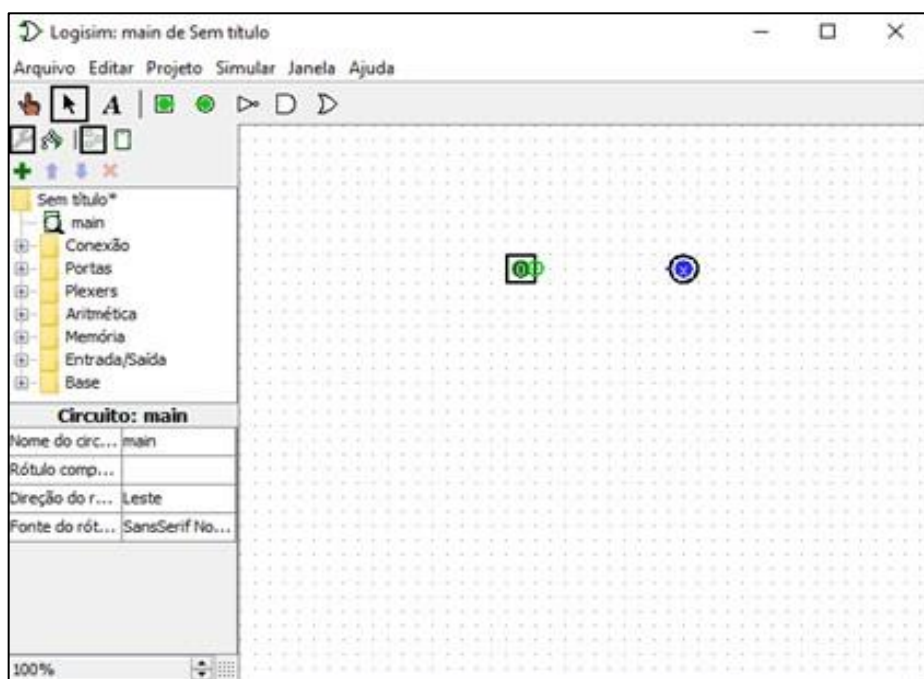 Logisim: main de Sem título
Arquivo Editar Projeto Simular Janela Ajuda
A
Sem título*
main
Conexão
Portas
Plexers
Aritmética
Memória
Entrada/Saída
Base
Circuito: main
Nome do circ... main
Rótulo comp...
Direção do r... Leste
Fonte do rót... SansSerif No...
100%
0
x